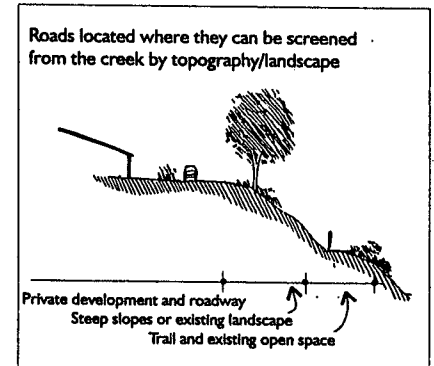 Roads located where they can be screened
from the creek by topography/landscape
Private development and roadway
Steep slopes or existing landscape
Trail and existing open space